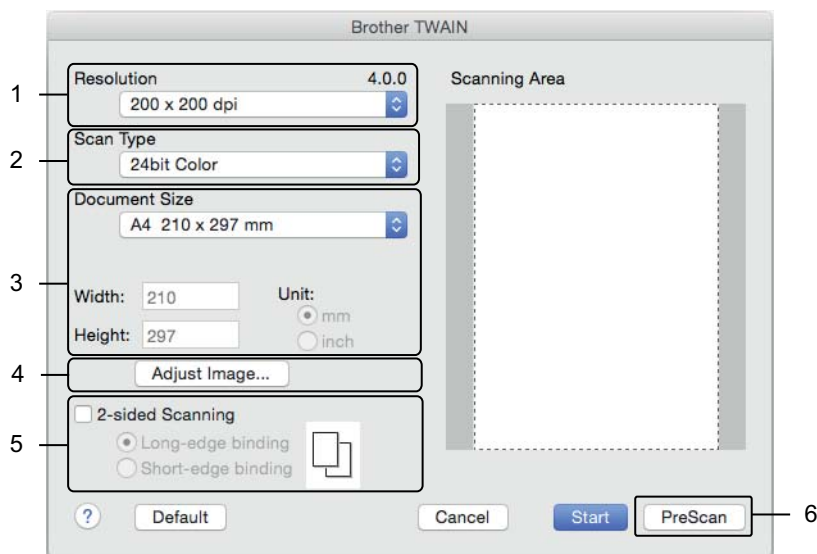 Brother TWAIN
1
Resolution 4.0.0
200 x 200 dpi
2
Scan Type
24bit Color
3
Document Size
A4 210 x 297 mm
Width: 210
Unit:
mm
Height: 297
inch
4
Adjust Image...
5
2-sided Scanning
Long-edge binding
Short-edge binding
Scanning Area
? Default Cancel Start PreScan 6